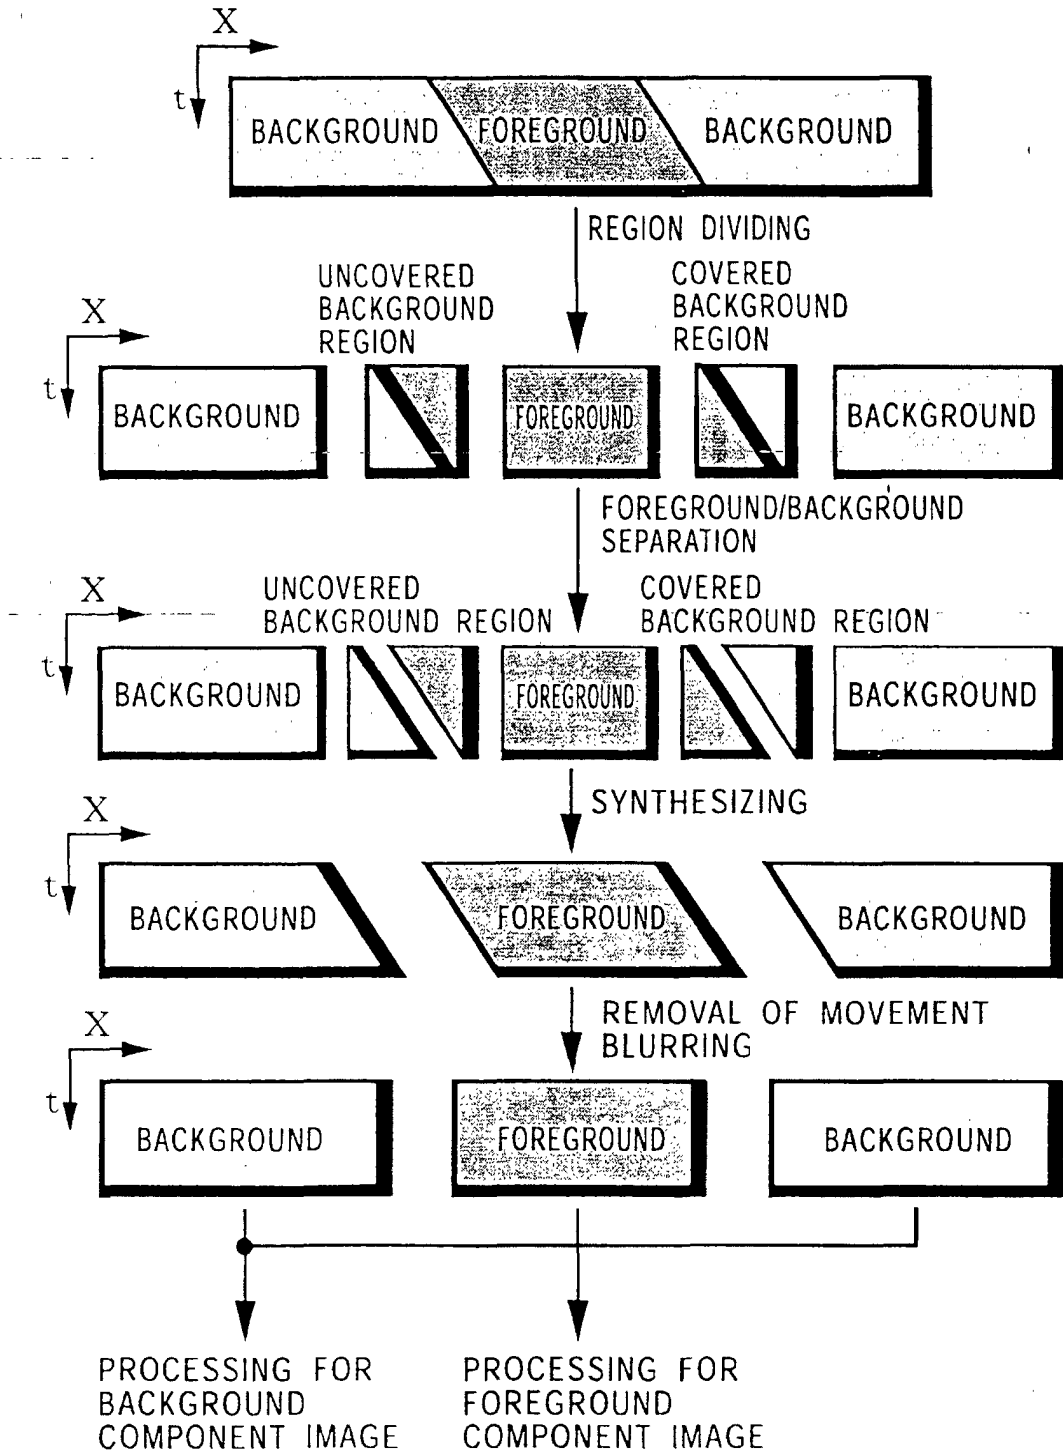 X
t
BACKGROUND FOREGROUND BACKGROUND
REGION DIVIDING
UNCOVERED
BACKGROUND
REGION
COVERED
BACKGROUND
REGION
X
t
BACKGROUND FOREGROUND BACKGROUND
FOREGROUND/BACKGROUND
SEPARATION
UNCOVERED
BACKGROUND REGION
COVERED
BACKGROUND REGION
X
t
BACKGROUND FOREGROUND BACKGROUND
SYNTHESIZING
X
t
BACKGROUND FOREGROUND BACKGROUND
REMOVAL OF MOVEMENT
BLURRING
X
t
BACKGROUND FOREGROUND BACKGROUND
PROCESSING FOR
BACKGROUND
COMPONENT IMAGE
PROCESSING FOR
FOREGROUND
COMPONENT IMAGE